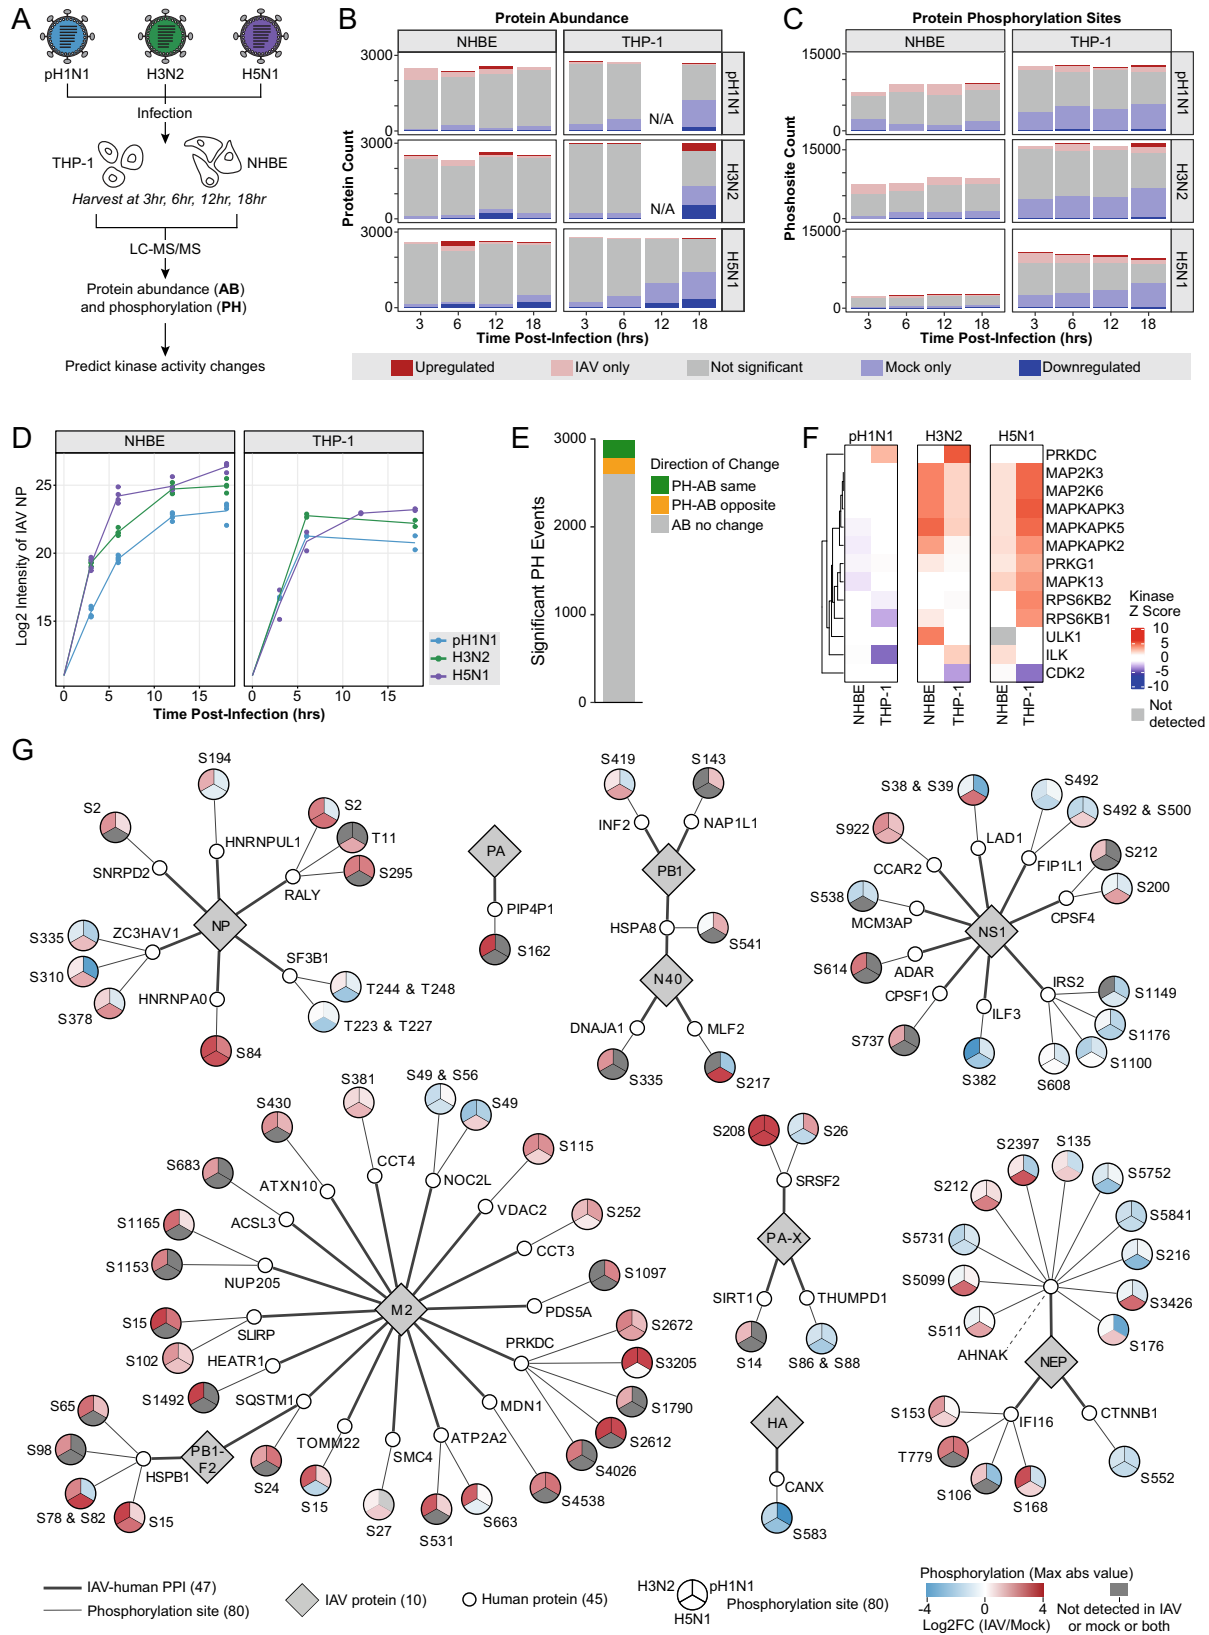 A
pH1N1
H3N2
H5N1
Infection
THP-1
NHBE
Harvest at 3hr, 6hr, 12hr, 18hr
LC-MS/MS
Protein abundance (AB)
and phosphorylation (PH)
Predict kinase activity changes
B
Protein Abundance
NHBE
THP-1
Protein Count
3000
0
N/A
pH1N1
3000
0
N/A
H3N2
3000
0
H5N1
3 6 12 18
3 6 12 18
Time Post-Infection (hrs)
C
Protein Phosphorylation Sites
NHBE
THP-1
Phoshosite Count
15000
0
pH1N1
15000
0
H3N2
15000
0
H5N1
3 6 12 18
3 6 12 18
Time Post-Infection (hrs)
Upregulated
IAV only
Not significant
Mock only
Downregulated
D
NHBE
THP-1
Log2 Intensity of IAV NP
25
20
15
0 5 10 15
0 5 10 15
Time Post-Infection (hrs)
pH1N1
H3N2
H5N1
E
Significant PH Events
3000
2000
1000
0
Direction of Change
PH-AB same
PH-AB opposite
AB no change
F
pH1N1
H3N2
H5N1
PRKDC
MAP2K3
MAP2K6
MAPKAPK3
MAPKAPK5
MAPKAPK2
PRKG1
MAPK13
RPS6KB2
RPS6KB1
ULK1
ILK
CDK2
NHBE
THP-1
NHBE
THP-1
NHBE
THP-1
Kinase
Z Score
10
5
0
-5
-10
Not
detected
G
S194
S2
S2
T11
S295
HNRNPUL1
SNRPD2
RALY
NP
S335
S310
S378
ZC3HAV1
SF3B1
T244 & T248
T223 & T227
HNRNPA0
S84
PA
PIP4P1
S162
S419
S143
INF2
NAP1L1
PB1
HSPA8
S541
N40
DNAJA1
MLF2
S335
S217
S38 & S39
S492
S492 & S500
S922
LAD1
CCAR2
FIP1L1
S212
S200
S538
MCM3AP
CPSF4
NS1
S614
ADAR
CPSF1
IRS2
S1149
S1176
S1100
S608
ILF3
S737
S382
S381
S49 & S56
S49
S430
CCT4
NOC2L
S115
S683
ATXN10
VDAC2
S252
S1165
ACSL3
CCT3
S1153
NUP205
S1097
PDS5A
M2
S15
SLIRP
S102
HEATR1
PRKDC
S2672
S3205
S1790
S2612
S4026
S1492
SQSTM1
MDN1
S4538
S65
S98
PB1-
F2
HSPB1
S78 & S82
S15
S24
TOMM22
S15
SMC4
S27
ATP2A2
S531
S663
S208
S26
SRSF2
PA-X
SIRT1
THUMPD1
S14
S86 & S88
HA
CANX
S583
S2397
S135
S212
S5752
S5731
S5841
S5099
S216
S511
S3426
S176
AHNAK
NEP
S153
IFI16
T779
S106
S168
CTNNB1
S552
IAV-human PPI (47)
Phosphorylation site (80)
IAV protein (10)
Human protein (45)
H3N2
pH1N1
H5N1
Phosphorylation site (80)
Phosphorylation (Max abs value)
-4 0 4
Log2FC (IAV/Mock)
Not detected in IAV
or mock or both